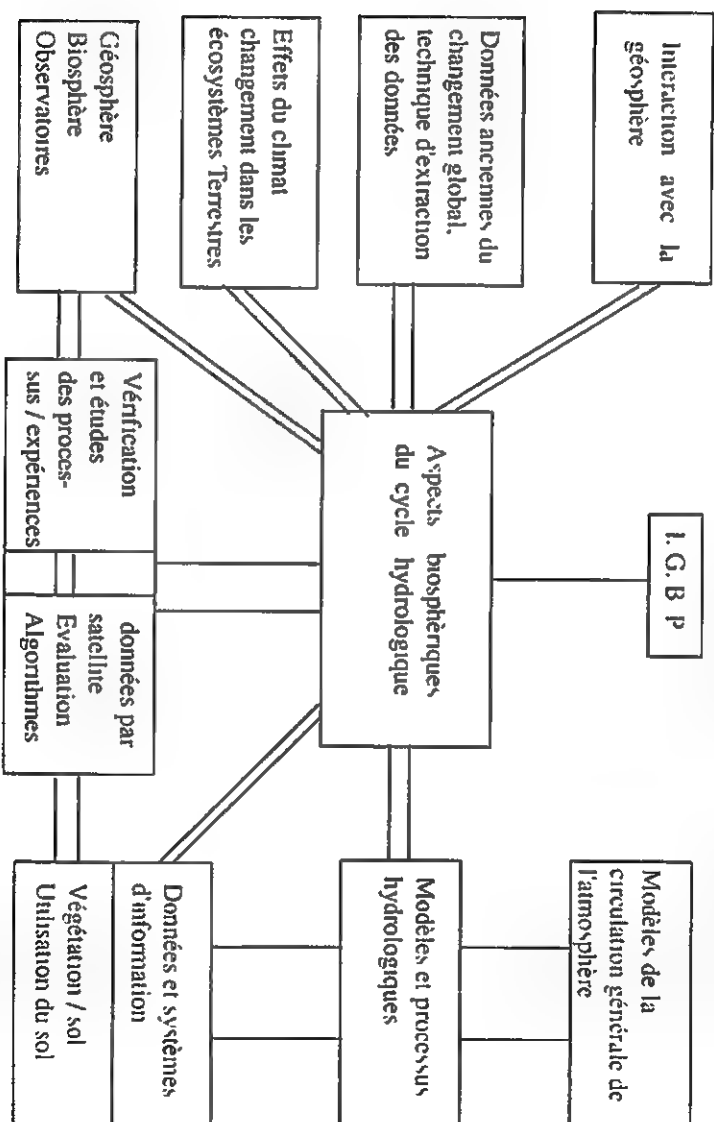 I. G. B P
Interaction avec la
géosphère
Données anciennes du
changement global.
technique d'extraction
des données
Effets du climat
changement dans les
écosystèmes Terrestres
Géosphère
Biosphère
Observatoires
Aspects biosphèriques
du cycle hydrologique
Vérification
et études
des proces-
sus / expériences
données par
satellite
Evaluation
Algorithmes
Modèles de la
circulation générale de
l'atmosphère
Modèles et processus
hydrologiques
Données et systèmes
d'information
Végétation / sol
Utilisation du sol